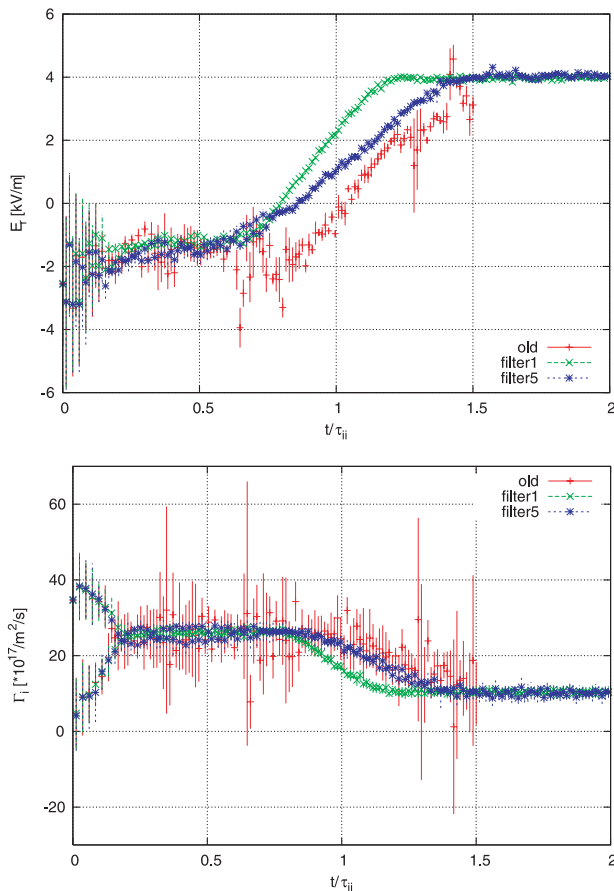 6
4
2
0
-2
-4
6
E_r [kV/m]
old
filter1
filter5
0
0.5
1
1.5
2
t/τ_ii
60
40
20
0
-20
Γ_i [*10^17/m^2/s]
old
filter1
filter5
0
0.5
1
1.5
2
t/τ_ii